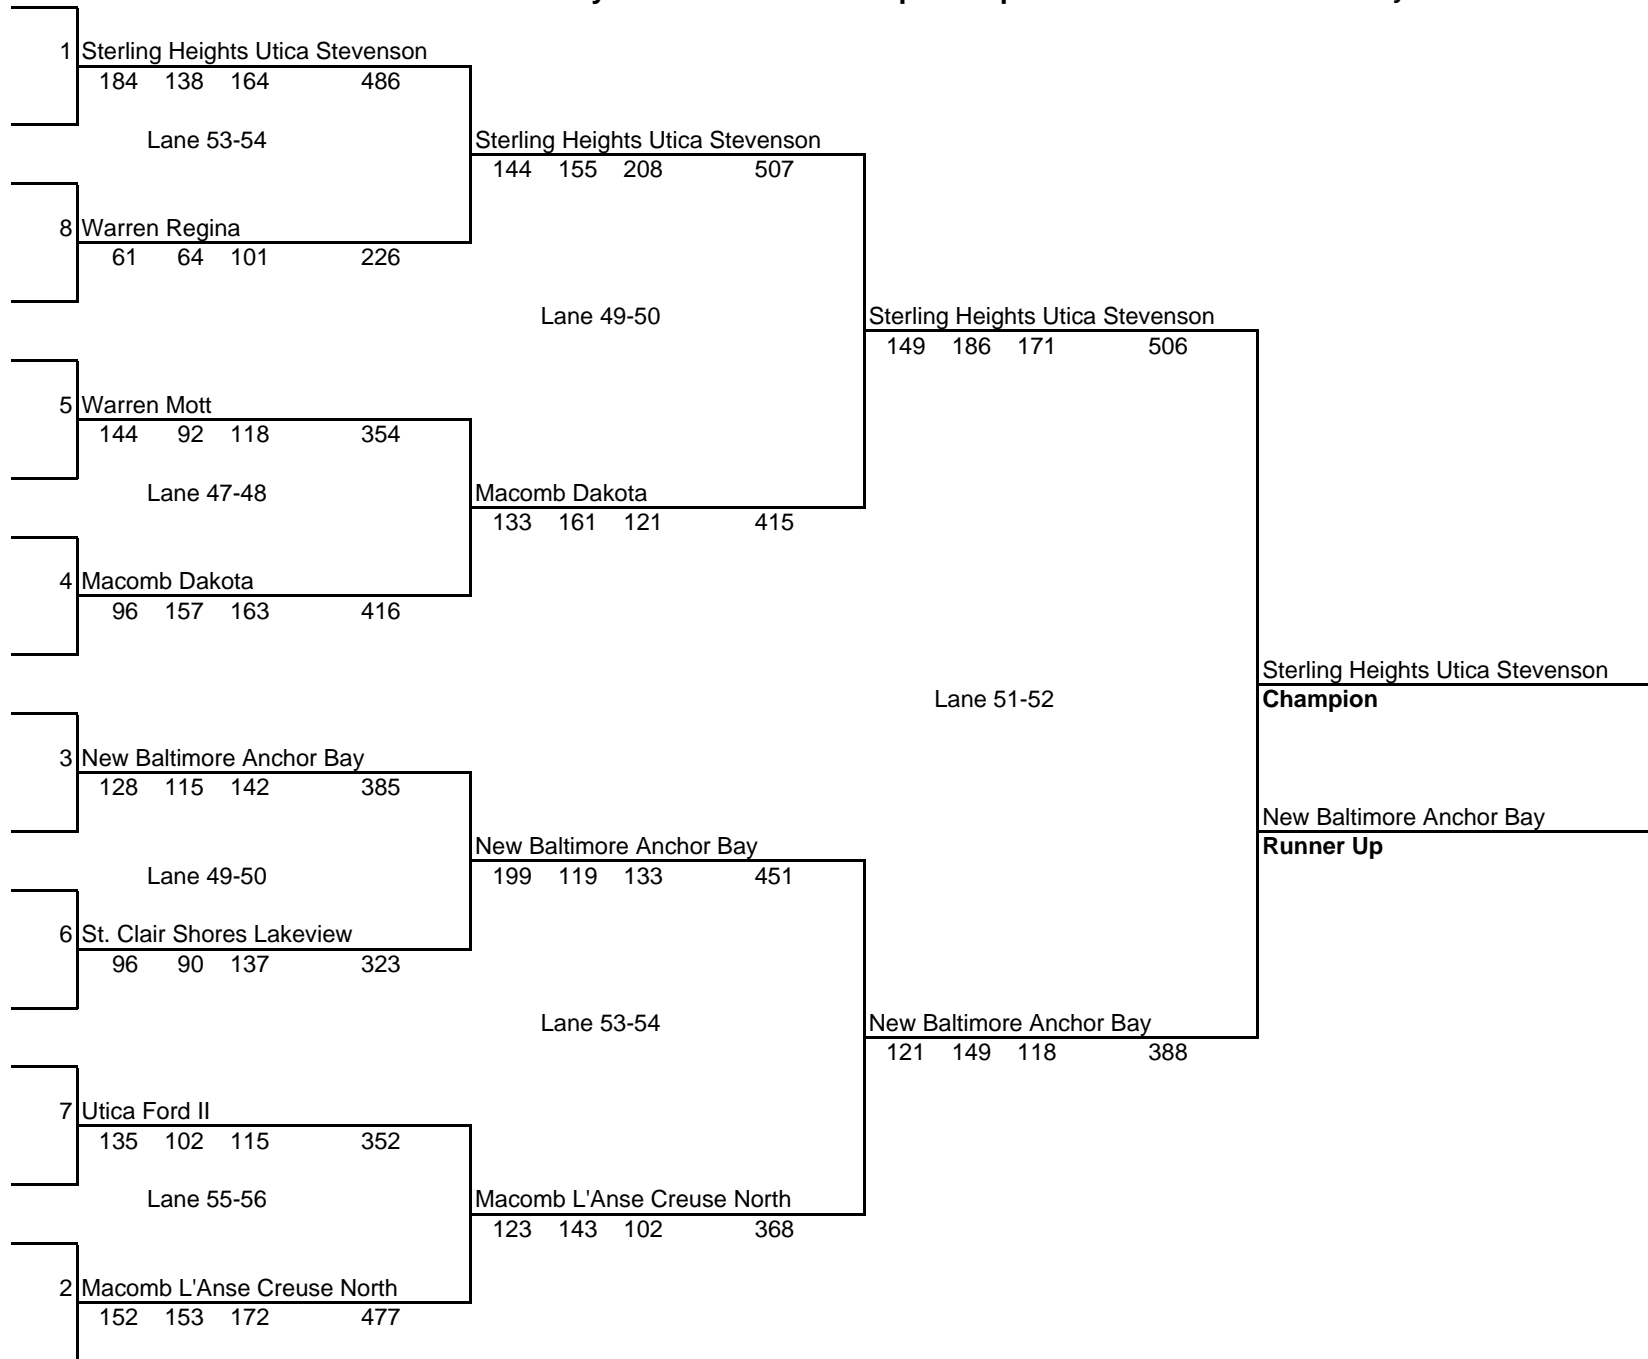 1 Sterling Heights Utica Stevenson
184 138 164 486
Lane 53-54
Sterling Heights Utica Stevenson
144 155 208 507
8 Warren Regina
61 64 101 226
Lane 49-50
Sterling Heights Utica Stevenson
149 186 171 506
5 Warren Mott
144 92 118 354
Lane 47-48
Macomb Dakota
133 161 121 415
4 Macomb Dakota
96 157 163 416
Sterling Heights Utica Stevenson
Lane 51-52
Champion
3 New Baltimore Anchor Bay
128 115 142 385
New Baltimore Anchor Bay
Runner Up
New Baltimore Anchor Bay
199 119 133 451
Lane 49-50
6 St. Clair Shores Lakeview
96 90 137 323
Lane 53-54
New Baltimore Anchor Bay
121 149 118 388
7 Utica Ford II
135 102 115 352
Lane 55-56
Macomb L'Anse Creuse North
123 143 102 368
2 Macomb L'Anse Creuse North
152 153 172 477